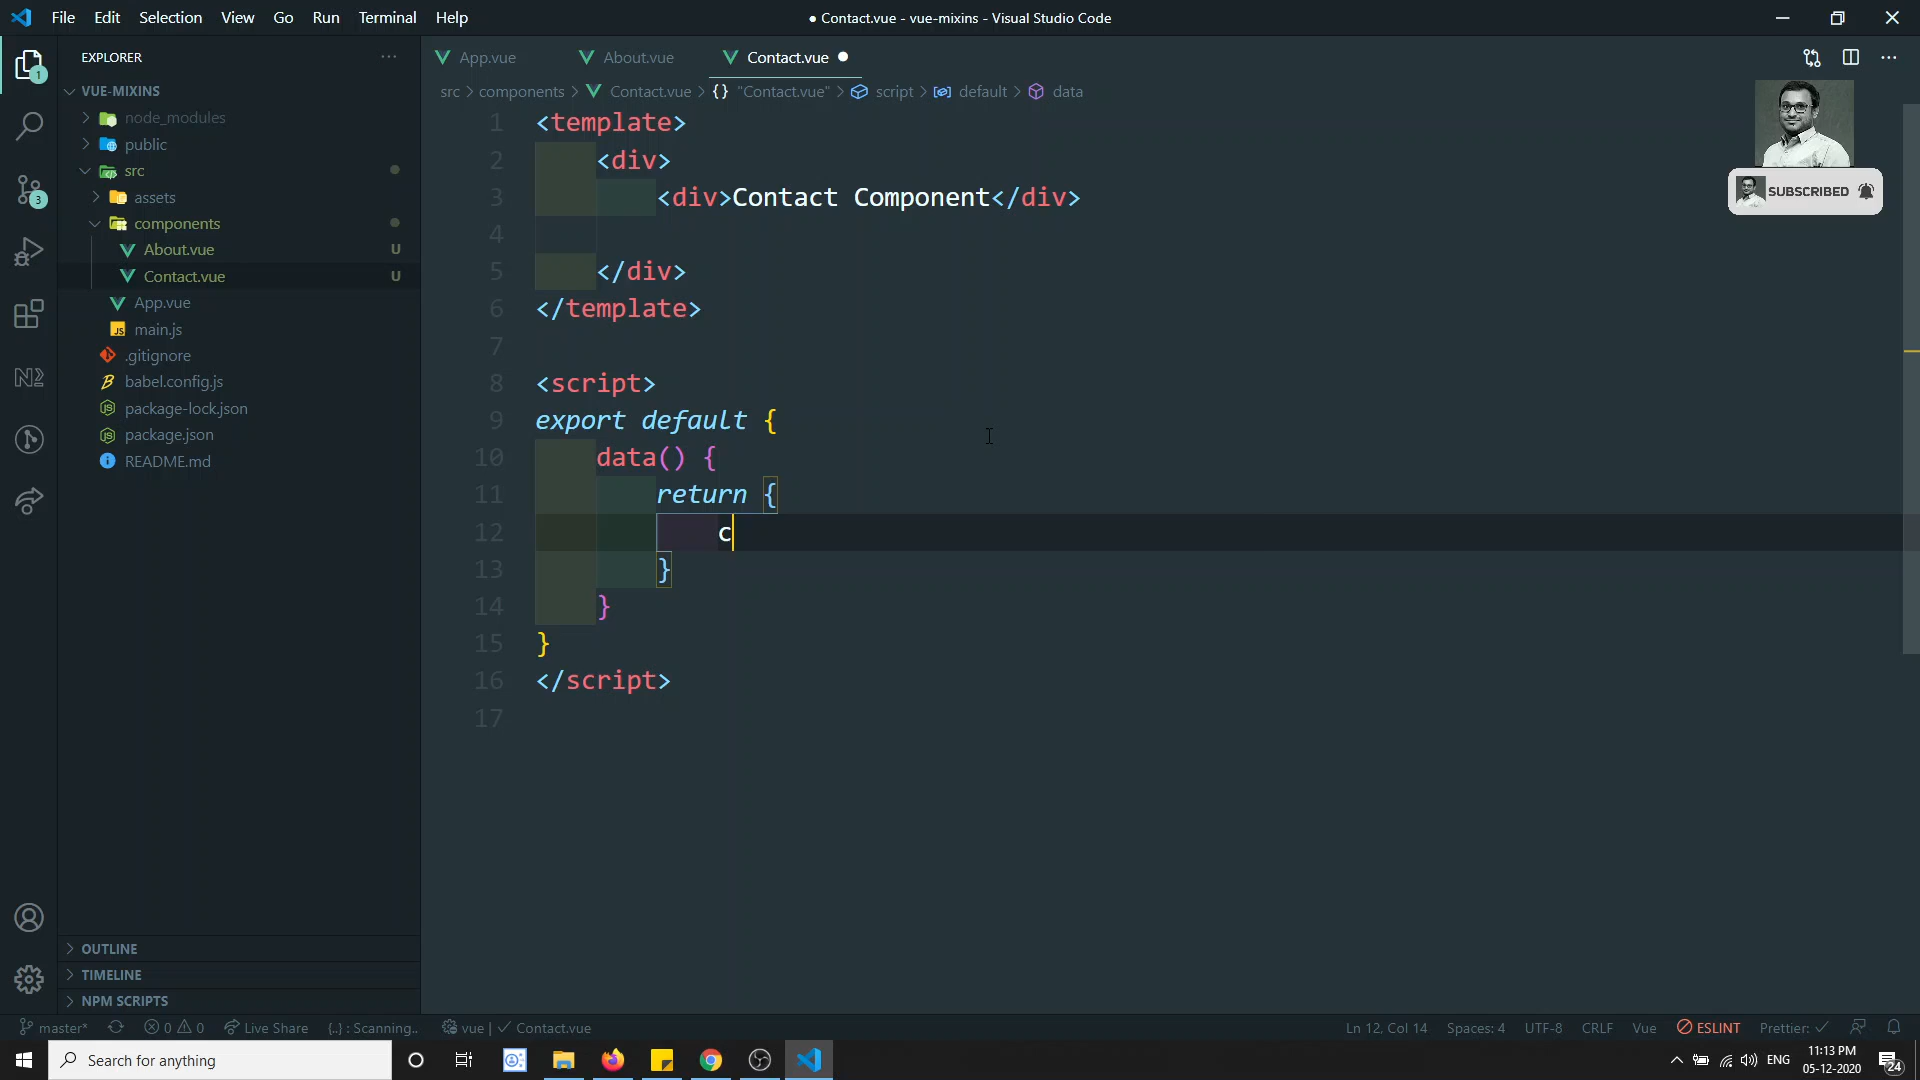 File Edit Selection View Go Run Terminal Help
● Contact.vue - vue-mixins - Visual Studio Code
EXPLORER
App.vue
About.vue
Contact.vue
1
VUE-MIXINS
src > components > Contact.vue > {} "Contact.vue" > script > default > data
node_modules
public
src
assets
components
About.vue U
Contact.vue U
App.vue
main.js
.gitignore
babel.config.js
package-lock.json
package.json
README.md
3
1 <template>
2 <div>
3 <div>Contact Component</div>
4
5 </div>
6 </template>
7
8 <script>
9 export default {
10 data() {
11 return {
12 c
13 }
14 }
15 }
16 </script>
17
SUBSCRIBED
OUTLINE
TIMELINE
NPM SCRIPTS
master* 0 0 Live Share {..} : Scanning.. vue | Contact.vue Ln 12, Col 14 Spaces: 4 UTF-8 CRLF Vue ESLINT Prettier: ✓
Search for anything
ENG
11:13 PM
05-12-2020
24